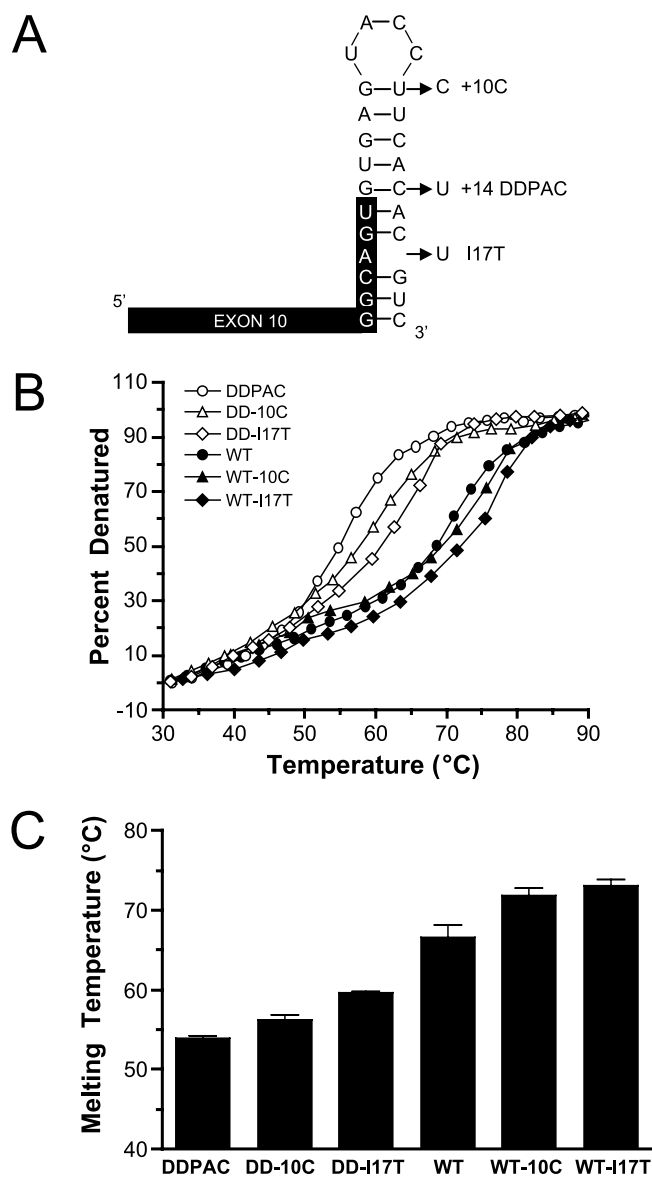 A
A
C
U
C
G U C +10C
A U
G C
U A
G C U +14 DDPAC
U A
G C
A U I17T
C G
G U
5' EXON 10 G C 3'
B
110
90
70
50
30
10
-10
Percent Denatured
DDPAC
DD-10C
DD-I17T
WT
WT-10C
WT-I17T
30 40 50 60 70 80 90
Temperature (°C)
C
80
70
60
50
40
Melting Temperature (°C)
DDPAC DD-10C DD-I17T WT WT-10C WT-I17T